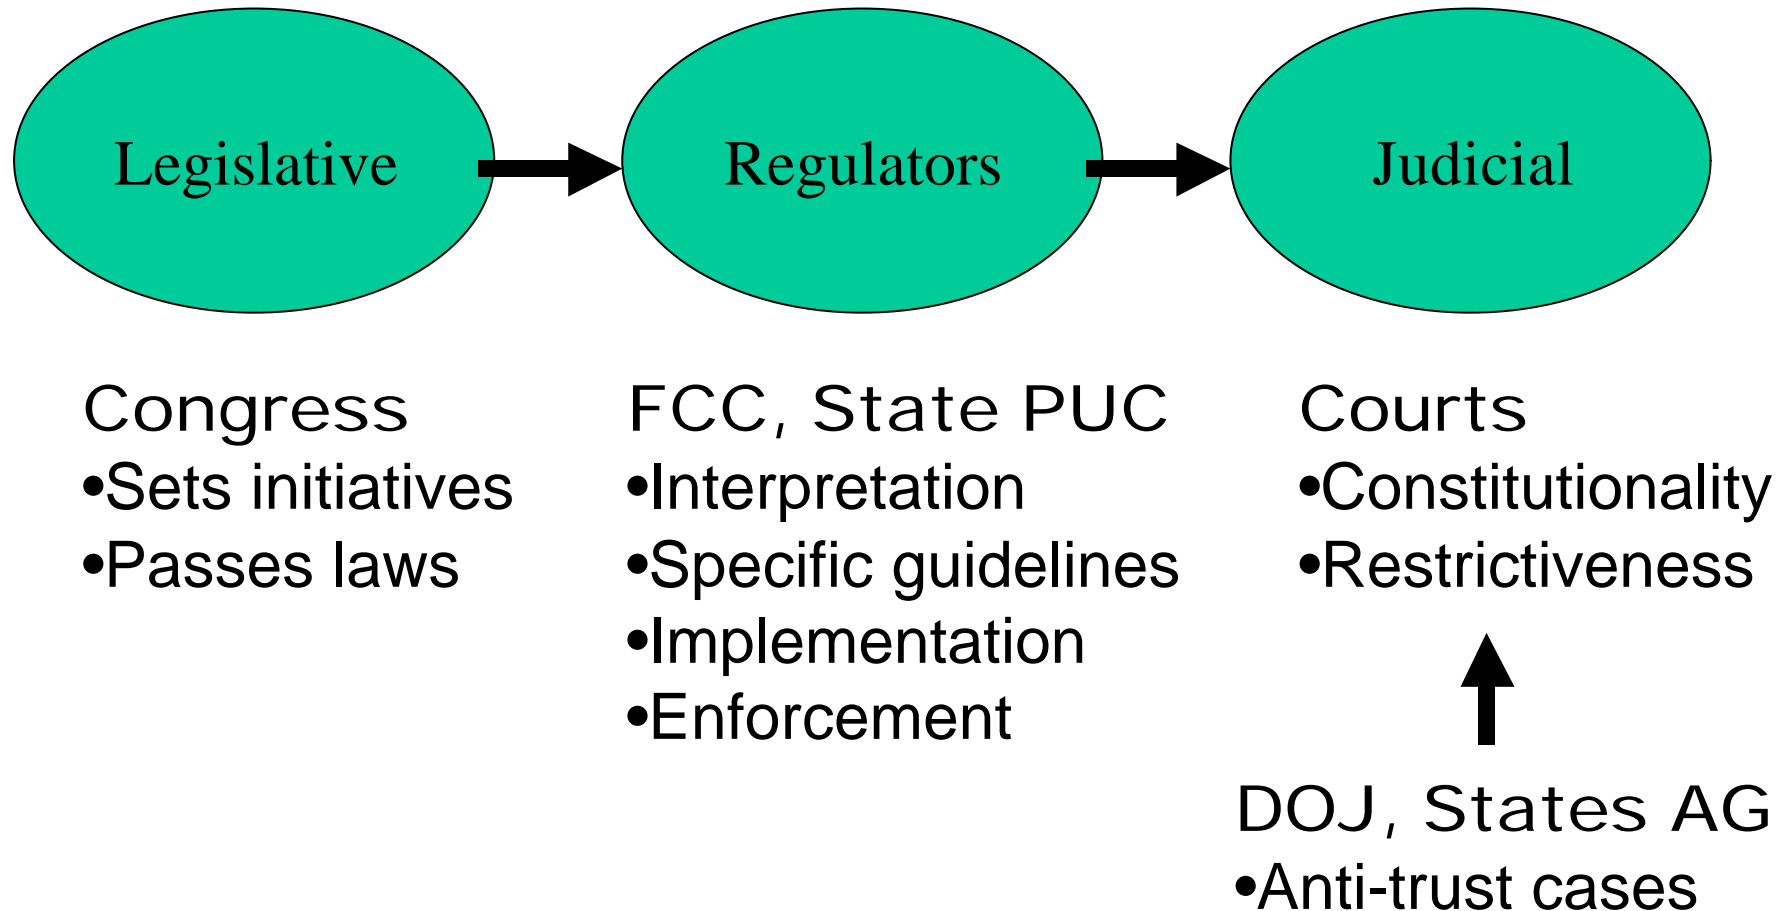 Legislative
Regulators
Judicial
Congress
•Sets initiatives
•Passes laws
FCC, State PUC
•Interpretation
•Specific guidelines
•Implementation
•Enforcement
Courts
•Constitutionality
•Restrictiveness
DOJ, States AG
•Anti-trust cases